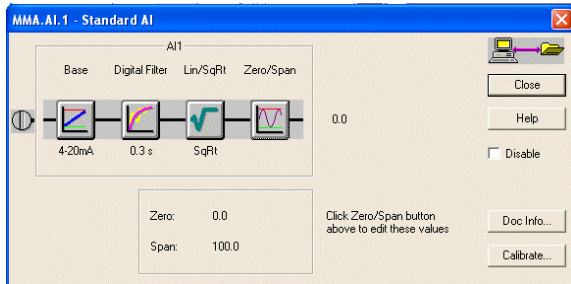 MMA.AI.1 - Standard AI
AI1
Base Digital Filter Lin/SqRt Zero/Span
4-20mA 0.3 s SqRt
0.0
Close
Help
Disable
Zero: 0.0
Span: 100.0
Click Zero/Span button
above to edit these values
Doc Info...
Calibrate...